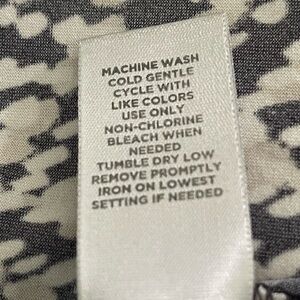 MACHINE WASH
COLD GENTLE
CYCLE WITH
LIKE COLORS
USE ONLY
NON-CHLORINE
BLEACH WHEN
NEEDED
TUMBLE DRY LOW
REMOVE PROMPTLY
IRON ON LOWEST
SETTING IF NEEDED